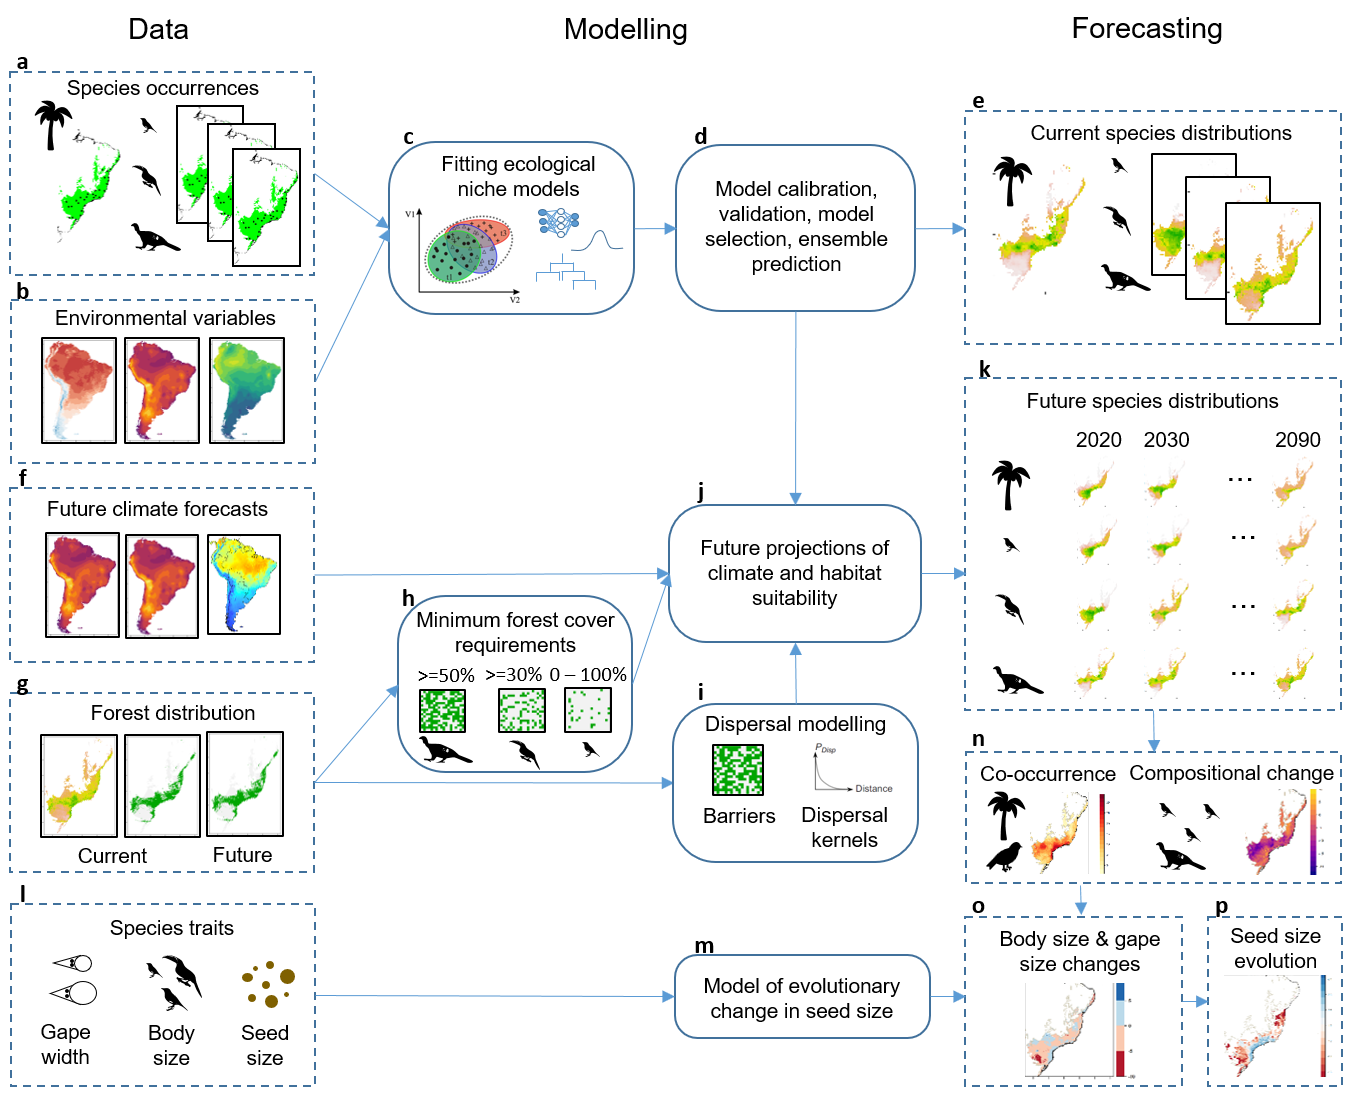 Data
Modelling
Forecasting
a
Species occurrences
b
Environmental variables
c
Fitting ecological
niche models
V1
t1
t2
t3
V2
d
Model calibration,
validation, model
selection, ensemble
prediction
e
Current species distributions
f
Future climate forecasts
g
Forest distribution
Current
Future
h
Minimum forest cover
requirements
>=50% >=30% 0 – 100%
i
Dispersal modelling
P Disp
Distance
Barriers
Dispersal
kernels
j
Future projections of
climate and habitat
suitability
k
Future species distributions
2020 2030 ... 2090
...
...
...
l
Species traits
Gape
width
Body
size
Seed
size
m
Model of evolutionary
change in seed size
n
Co-occurrence
Compositional change
o
Body size & gape
size changes
p
Seed size
evolution